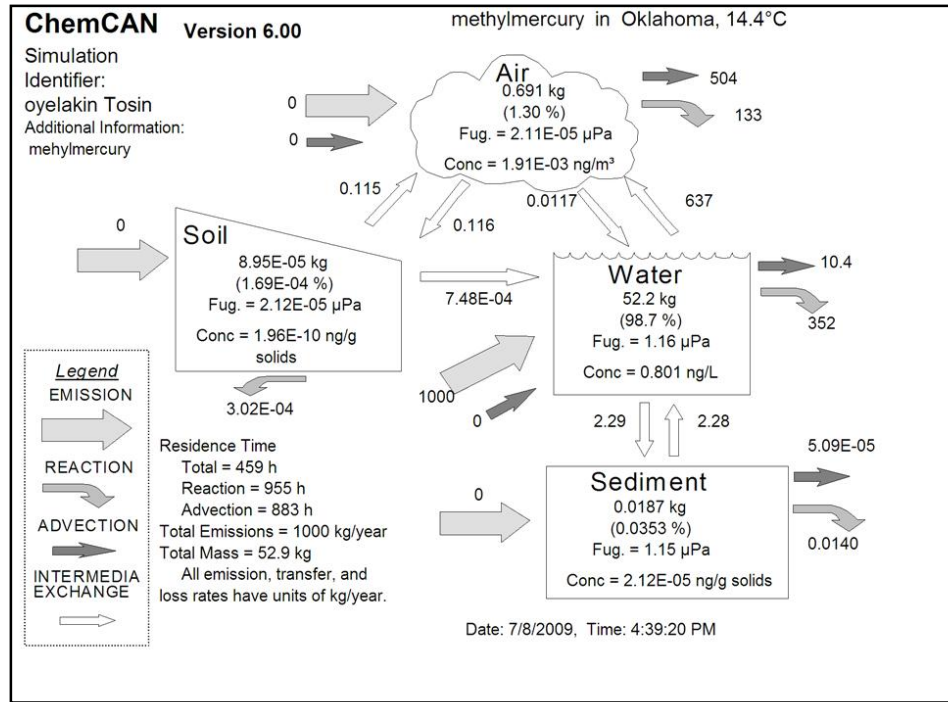 ChemCAN Version 6.00
methylmercury in Oklahoma, 14.4°C
Simulation
Identifier:
oyelakin Tosin
Additional Information:
mehylmercury
0
0
Air
0.691 kg
(1.30 %)
Fug. = 2.11E-05 µPa
Conc = 1.91E-03 ng/m³
504
133
0.115
0.116
0.0117
637
0
Soil
8.95E-05 kg
(1.69E-04 %)
Fug. = 2.12E-05 µPa
Conc = 1.96E-10 ng/g
solids
3.02E-04
7.48E-04
1000
0
Water
52.2 kg
(98.7 %)
Fug. = 1.16 µPa
Conc = 0.801 ng/L
10.4
352
2.29
2.28
0
Sediment
0.0187 kg
(0.0353 %)
Fug. = 1.15 µPa
Conc = 2.12E-05 ng/g solids
5.09E-05
0.0140
Legend
EMISSION
REACTION
ADVECTION
INTERMEDIA
EXCHANGE
Residence Time
Total = 459 h
Reaction = 955 h
Advection = 883 h
Total Emissions = 1000 kg/year
Total Mass = 52.9 kg
All emission, transfer, and
loss rates have units of kg/year.
Date: 7/8/2009, Time: 4:39:20 PM